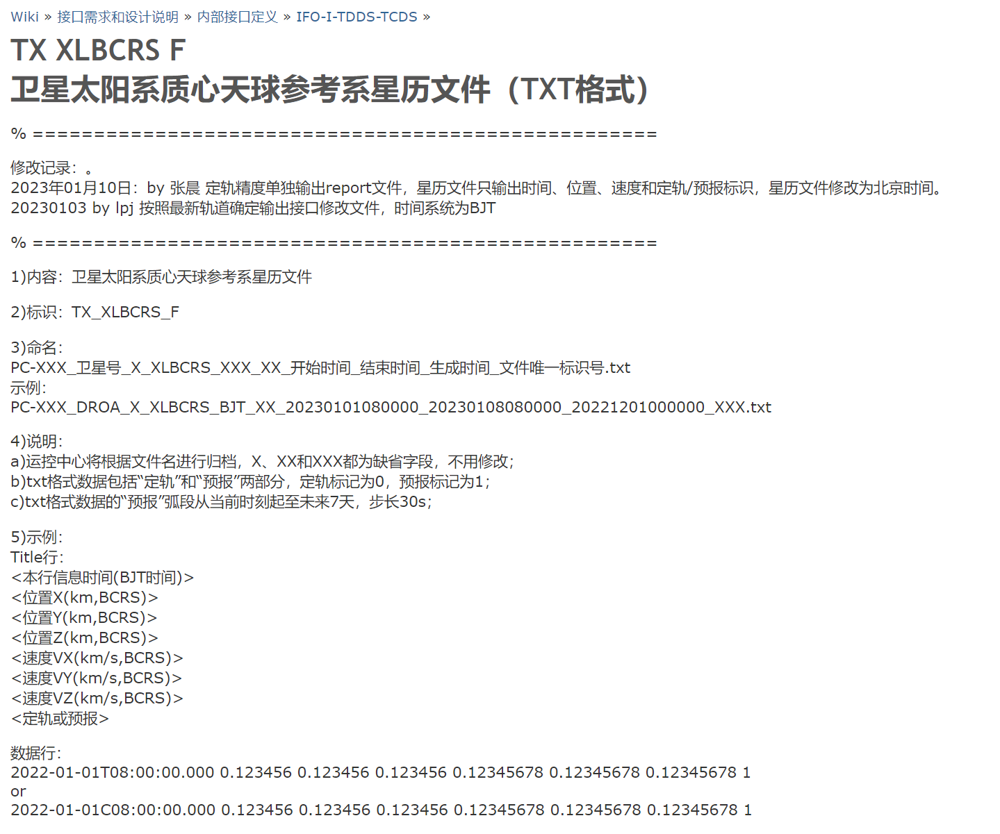 Wiki » 接口需求和设计说明 » 内部接口定义 » IFO-I-TDDS-TCDS »
TX XLBCRS F
卫星太阳系质心天球参考系星历文件（TXT格式）
% ===================================================
修改记录：。
2023年01月10日：by 张晨 定轨精度单独输出report文件，星历文件只输出时间、位置、速度和定轨/预报标识，星历文件修改为北京时间。
20230103 by lpj 按照最新轨道确定输出接口修改文件，时间系统为BJT
% ===================================================
1)内容：卫星太阳系质心天球参考系星历文件
2)标识：TX_XLBCRS_F
3)命名：
PC-XXX_卫星号_X_XLBCRS_XXX_XX_开始时间_结束时间_生成时间_文件唯一标识号.txt
示例：
PC-XXX_DROA_X_XLBCRS_BJT_XX_20230101080000_20230108080000_20221201000000_XXX.txt
4)说明：
a)运控中心将根据文件名进行归档，X、XX和XXX都为缺省字段，不用修改；
b)txt格式数据包括“定轨”和“预报”两部分，定轨标记为0，预报标记为1；
c)txt格式数据的“预报”弧段从当前时刻起至未来7天，步长30s；
5)示例：
Title行：
<本行信息时间(BJT时间)>
<位置X(km,BCRS)>
<位置Y(km,BCRS)>
<位置Z(km,BCRS)>
<速度VX(km/s,BCRS)>
<速度VY(km/s,BCRS)>
<速度VZ(km/s,BCRS)>
<定轨或预报>
数据行：
2022-01-01T08:00:00.000 0.123456 0.123456 0.123456 0.12345678 0.12345678 0.12345678 1
or
2022-01-01C08:00:00.000 0.123456 0.123456 0.123456 0.12345678 0.12345678 0.12345678 1